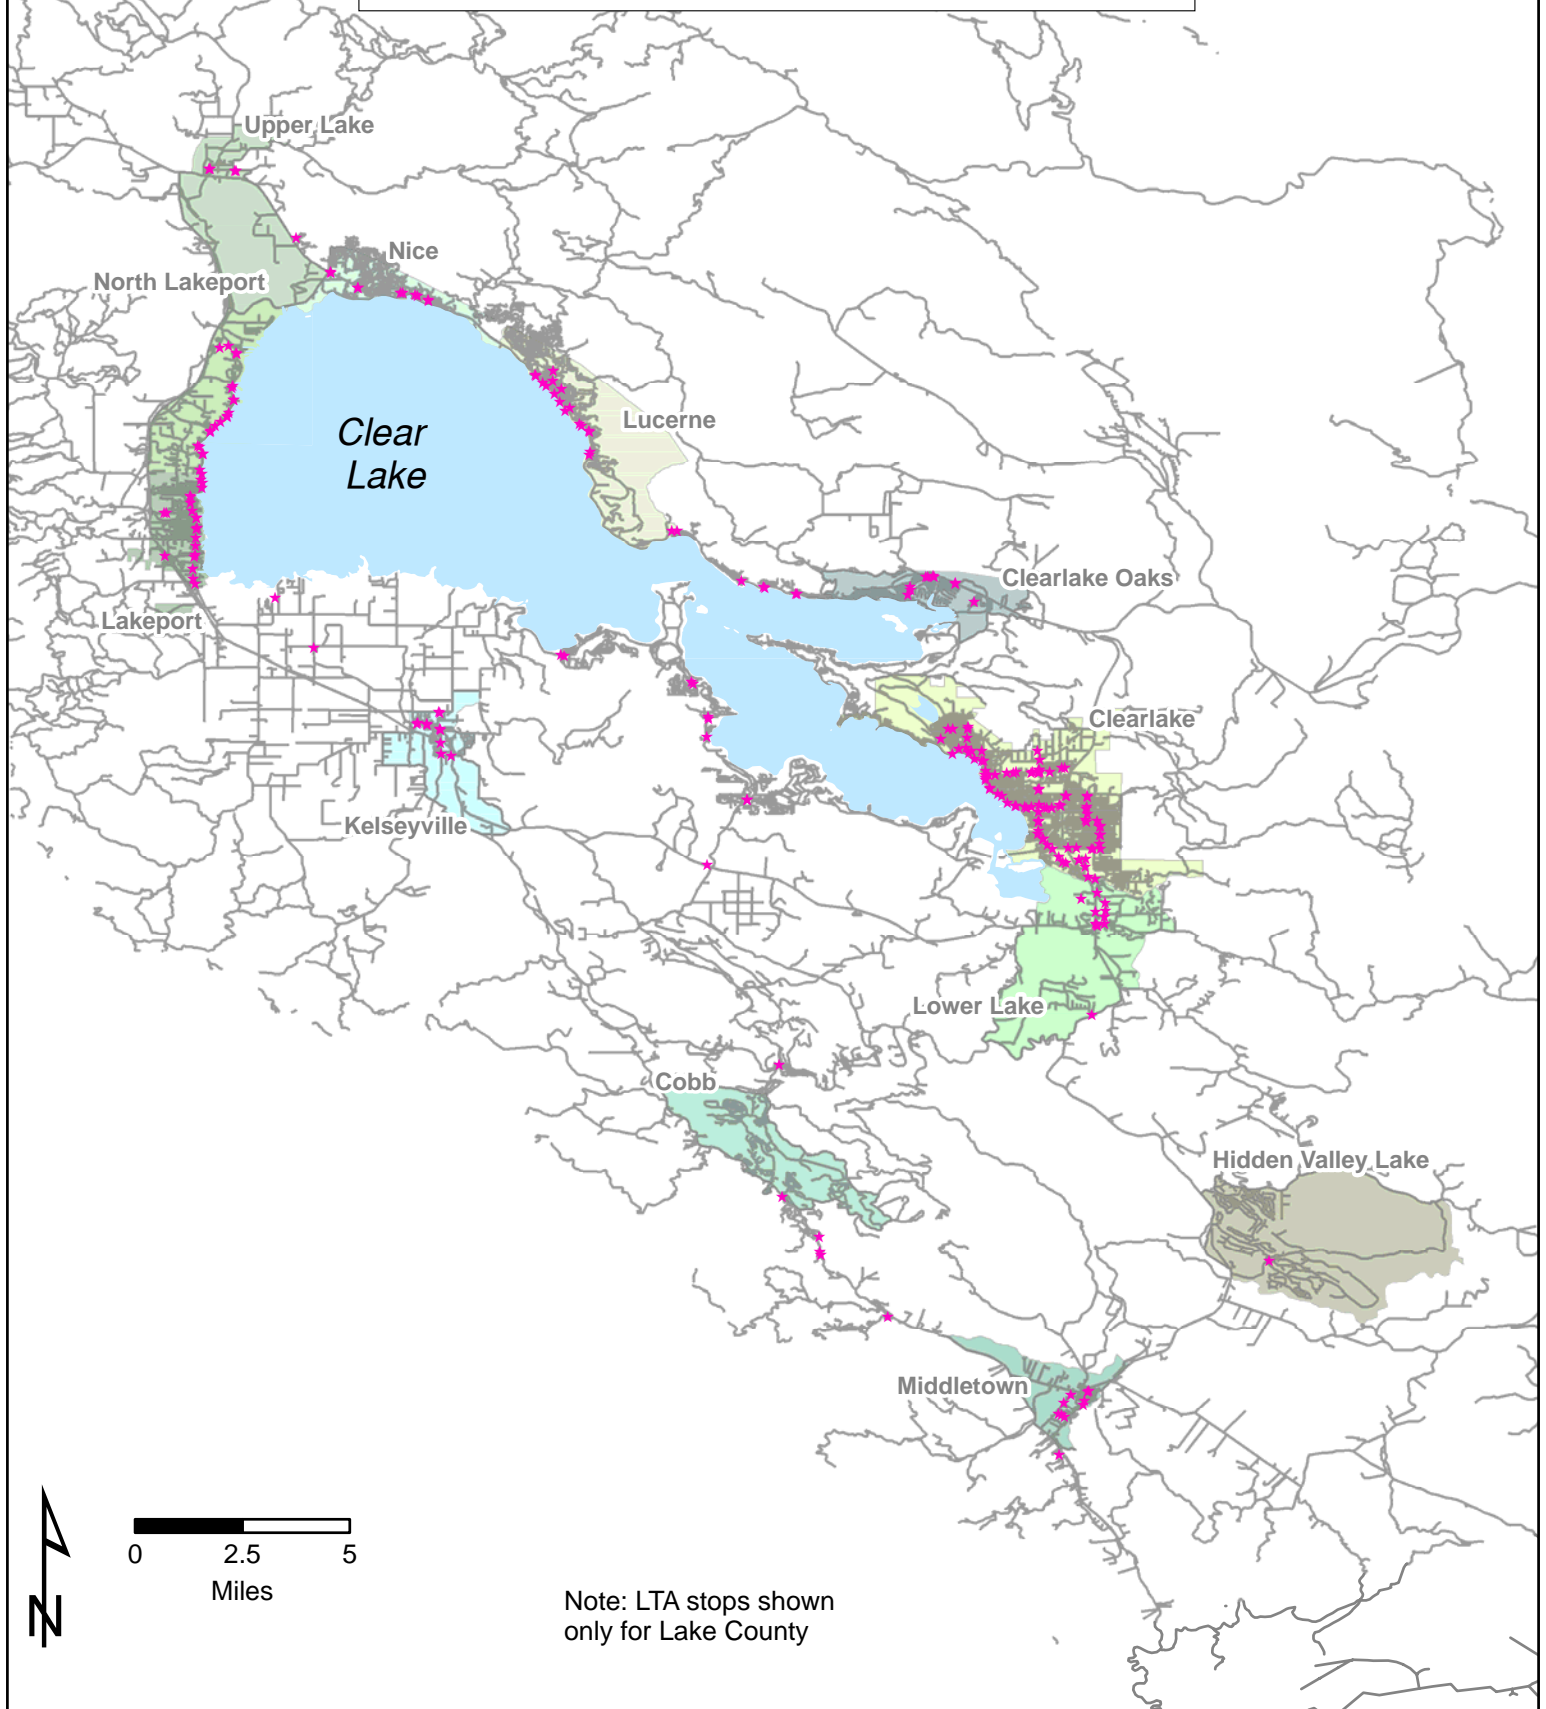 Upper Lake
Nice
North Lakeport
Clear
Lake
Lucerne
Clearlake Oaks
Lakeport
Clearlake
Kelseyville
Lower Lake
Cobb
Hidden Valley Lake
Middletown
0 2.5 5
Miles
N
Note: LTA stops shown
only for Lake County